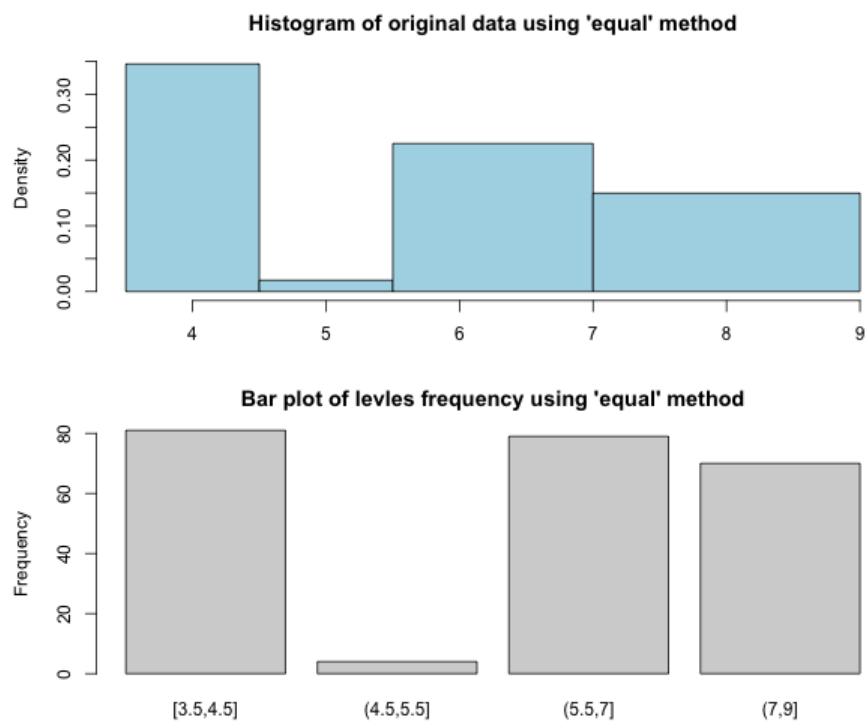 Histogram of original data using 'equal' method
Density
0.00 0.10 0.20 0.30
4 5 6 7 8 9
Bar plot of levles frequency using 'equal' method
Frequency
0 20 40 60 80
[3.5,4.5] (4.5,5.5] (5.5,7] (7,9]